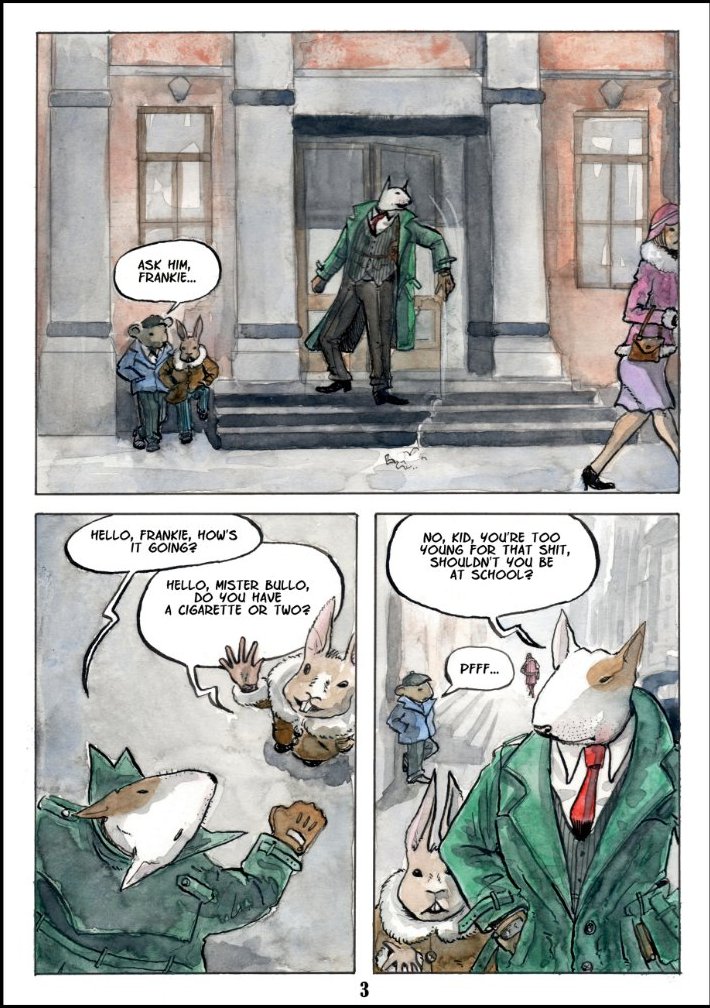 ASK HIM,
FRANKIE...
HELLO, FRANKIE, HOW'S
IT GOING?
HELLO, MISTER BULLO,
DO YOU HAVE
A CIGARETTE OR TWO?
NO, KID, YOU'RE TOO
YOUNG FOR THAT SHIT,
SHOULDN'T YOU BE
AT SCHOOL?
PFFF...
3